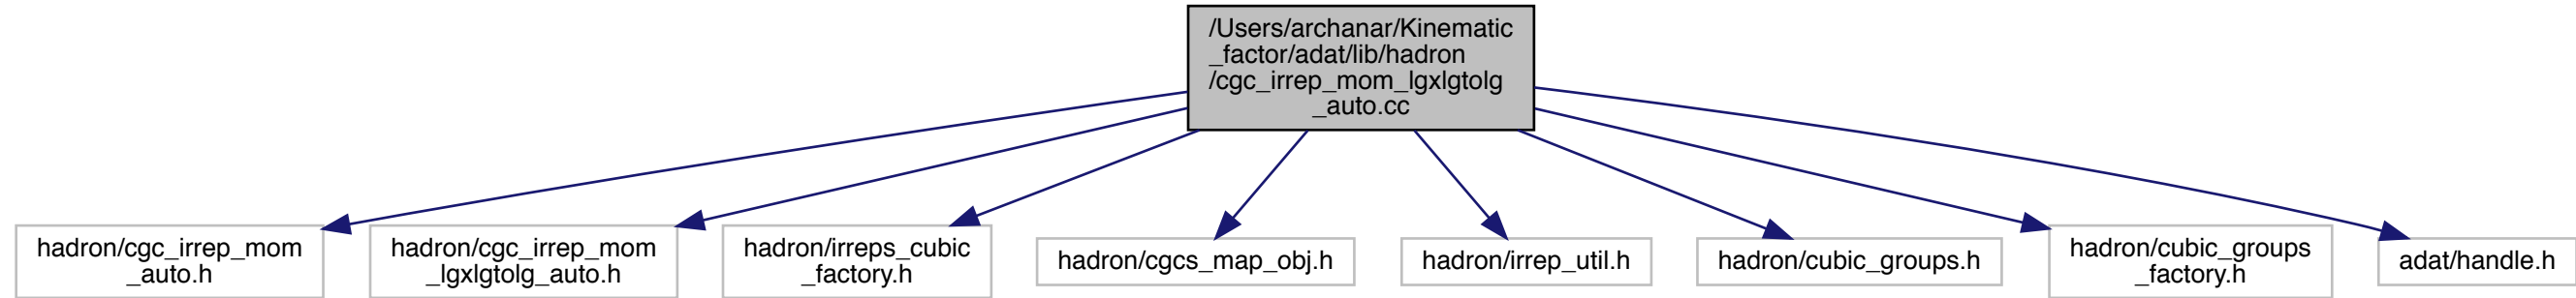 /Users/archanar/Kinematic
_factor/adat/lib/hadron
/cgc_irrep_mom_lgxlgtolg
_auto.cc
hadron/cgc_irrep_mom
_auto.h
hadron/cgc_irrep_mom
_lgxlgtolg_auto.h
hadron/irreps_cubic
_factory.h
hadron/cgcs_map_obj.h
hadron/irrep_util.h
hadron/cubic_groups.h
hadron/cubic_groups
_factory.h
adat/handle.h